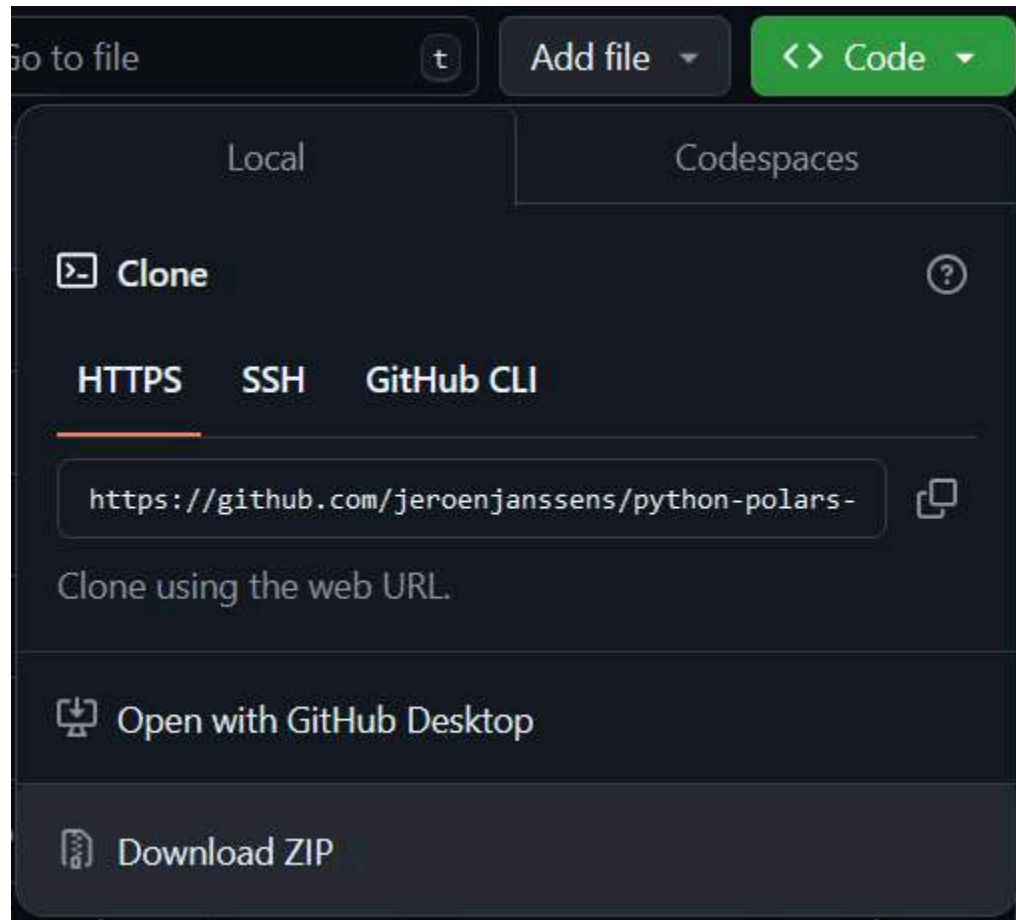 Go to file t Add file <> Code
Local Codespaces
Clone
HTTPS SSH GitHub CLI
https://github.com/jeroenjanssens/python-polars-
Clone using the web URL.
Open with GitHub Desktop
Download ZIP